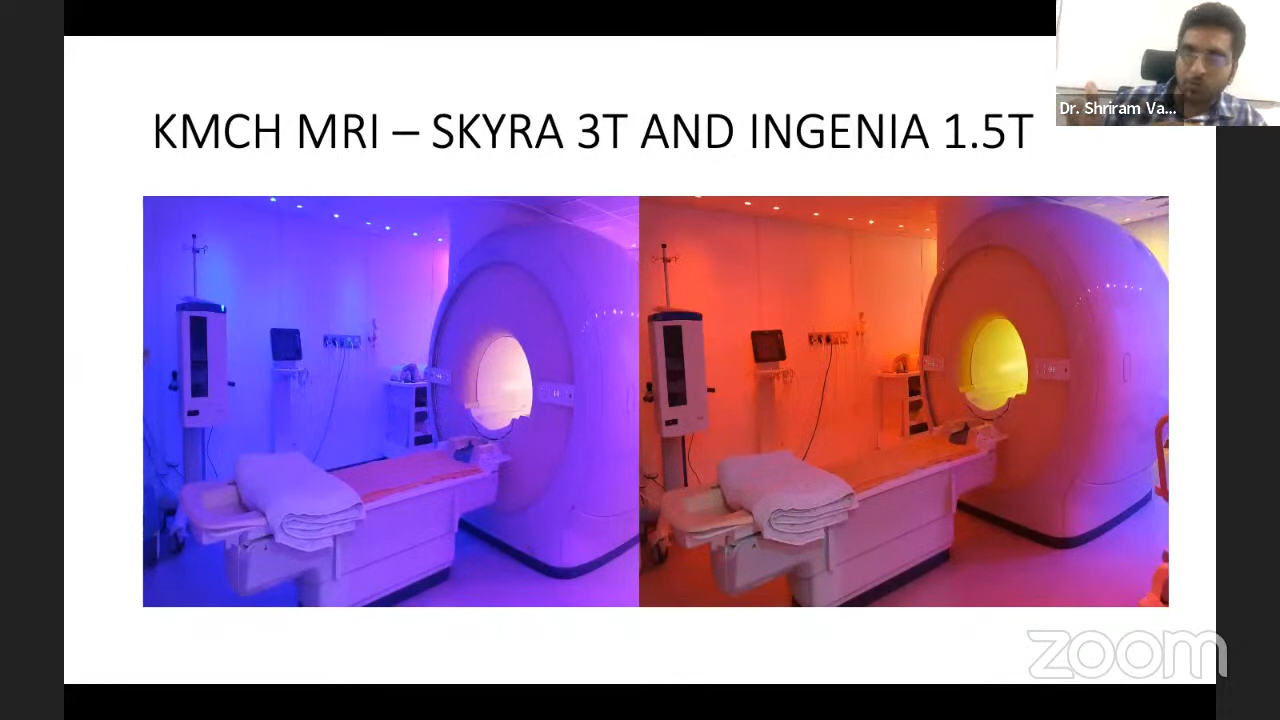 KMCH MRI – SKYRA 3T AND INGENIA 1.5T
Dr. Shriram Va...
zoom